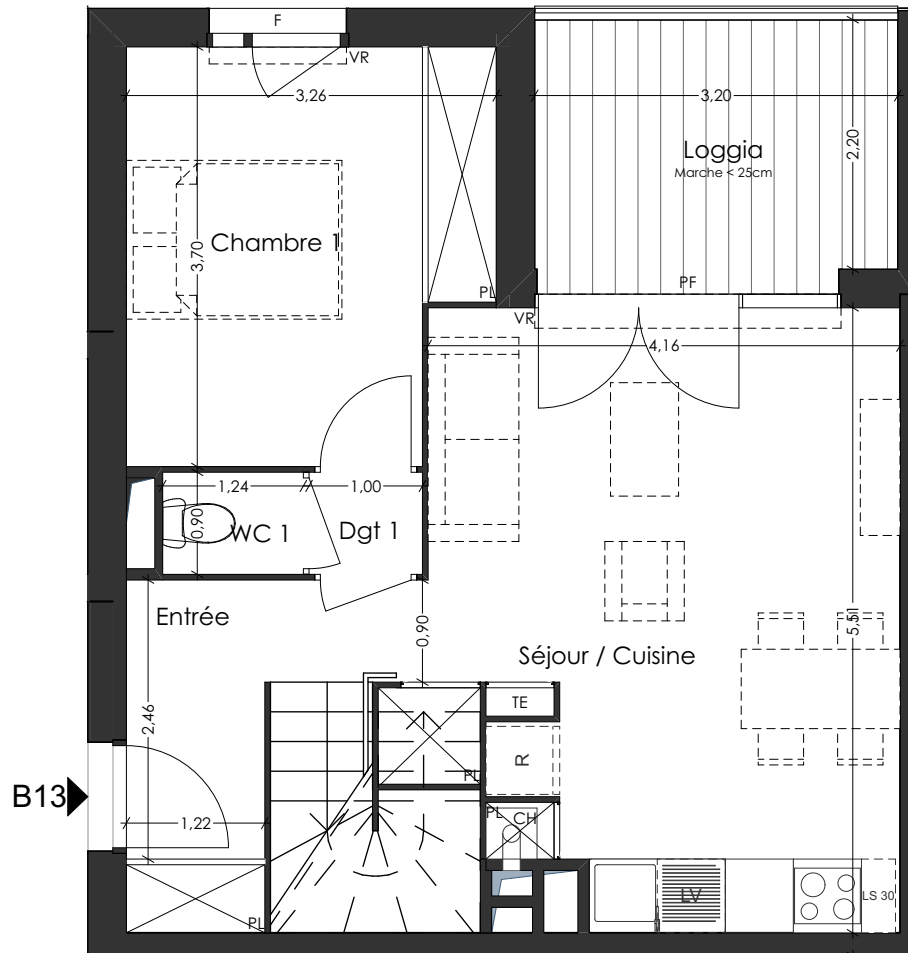 F
VR
3,26
3,20
Loggia
Marche < 25cm
2,20
Chambre 1
3,70
PL
PF
VR
4,16
1,24
1,00
0,90
WC 1
Dgt 1
Entrée
0,90
5,51
Séjour / Cuisine
2,46
TE
R
PL
B13
1,22
PL
CH
LV
LS 30
PL